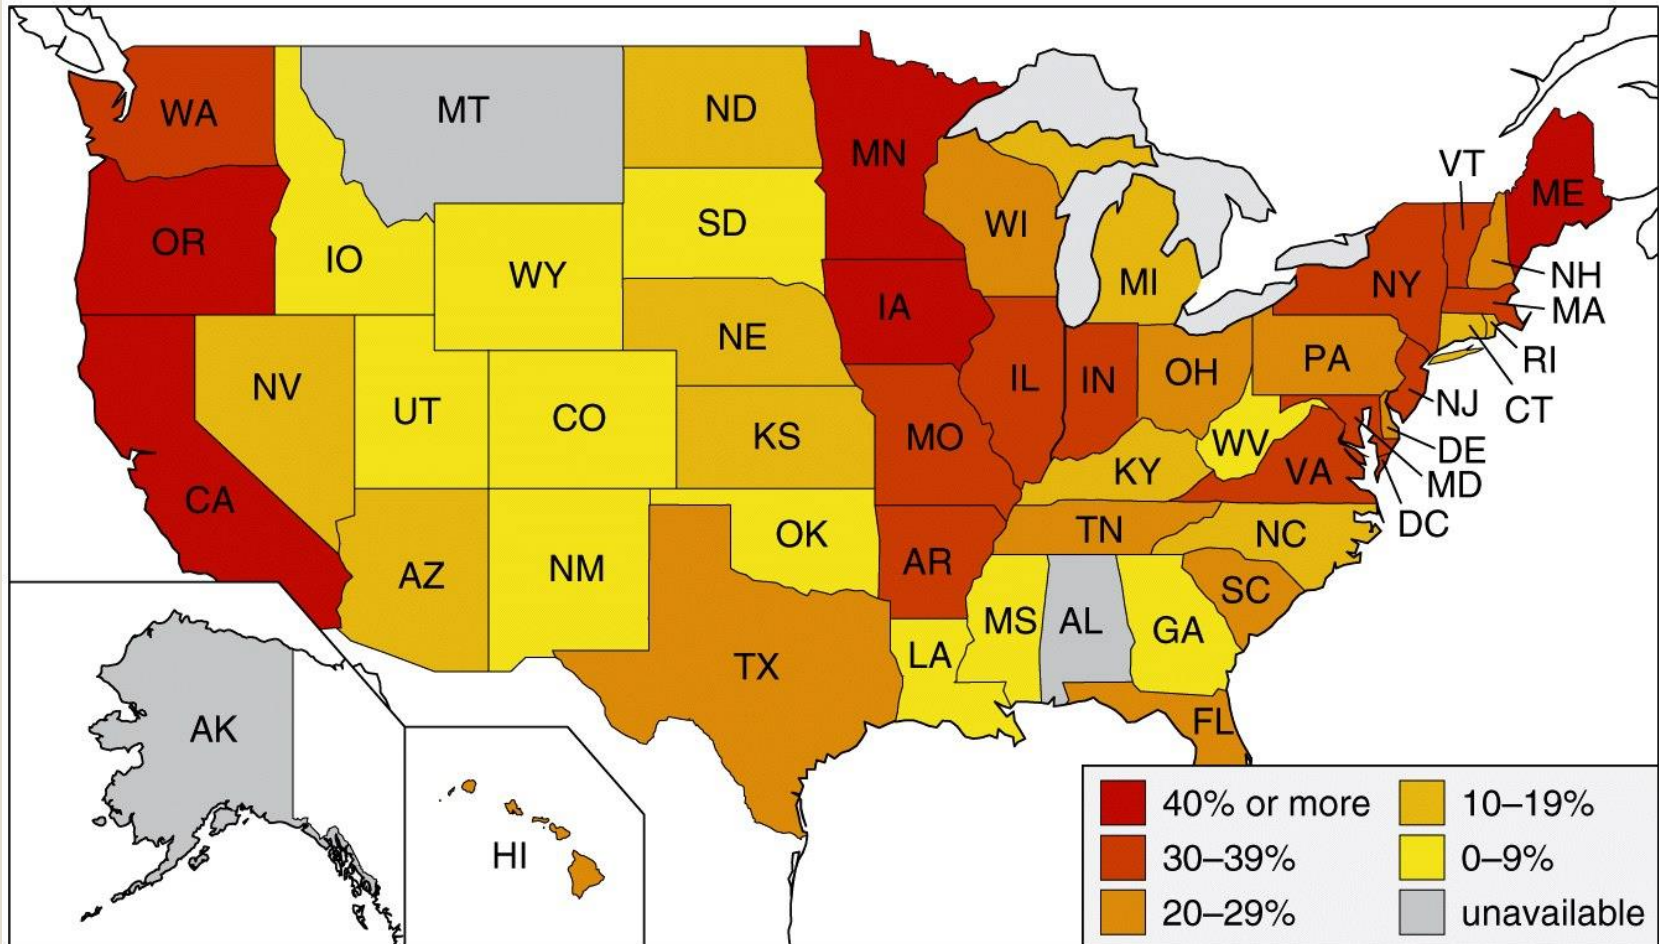 WA
MT
ND
MN
VT
ME
OR
IO
WY
SD
WI
MI
NY
NH
MA
IA
NE
NV
UT
CO
KS
IL
IN
OH
PA
RI
NJ
CT
MO
KY
WV
VA
DE
MD
DC
CA
AZ
NM
OK
AR
TN
NC
SC
MS
AL
GA
LA
TX
FL
AK
HI
40% or more
30–39%
20–29%
10–19%
0–9%
unavailable